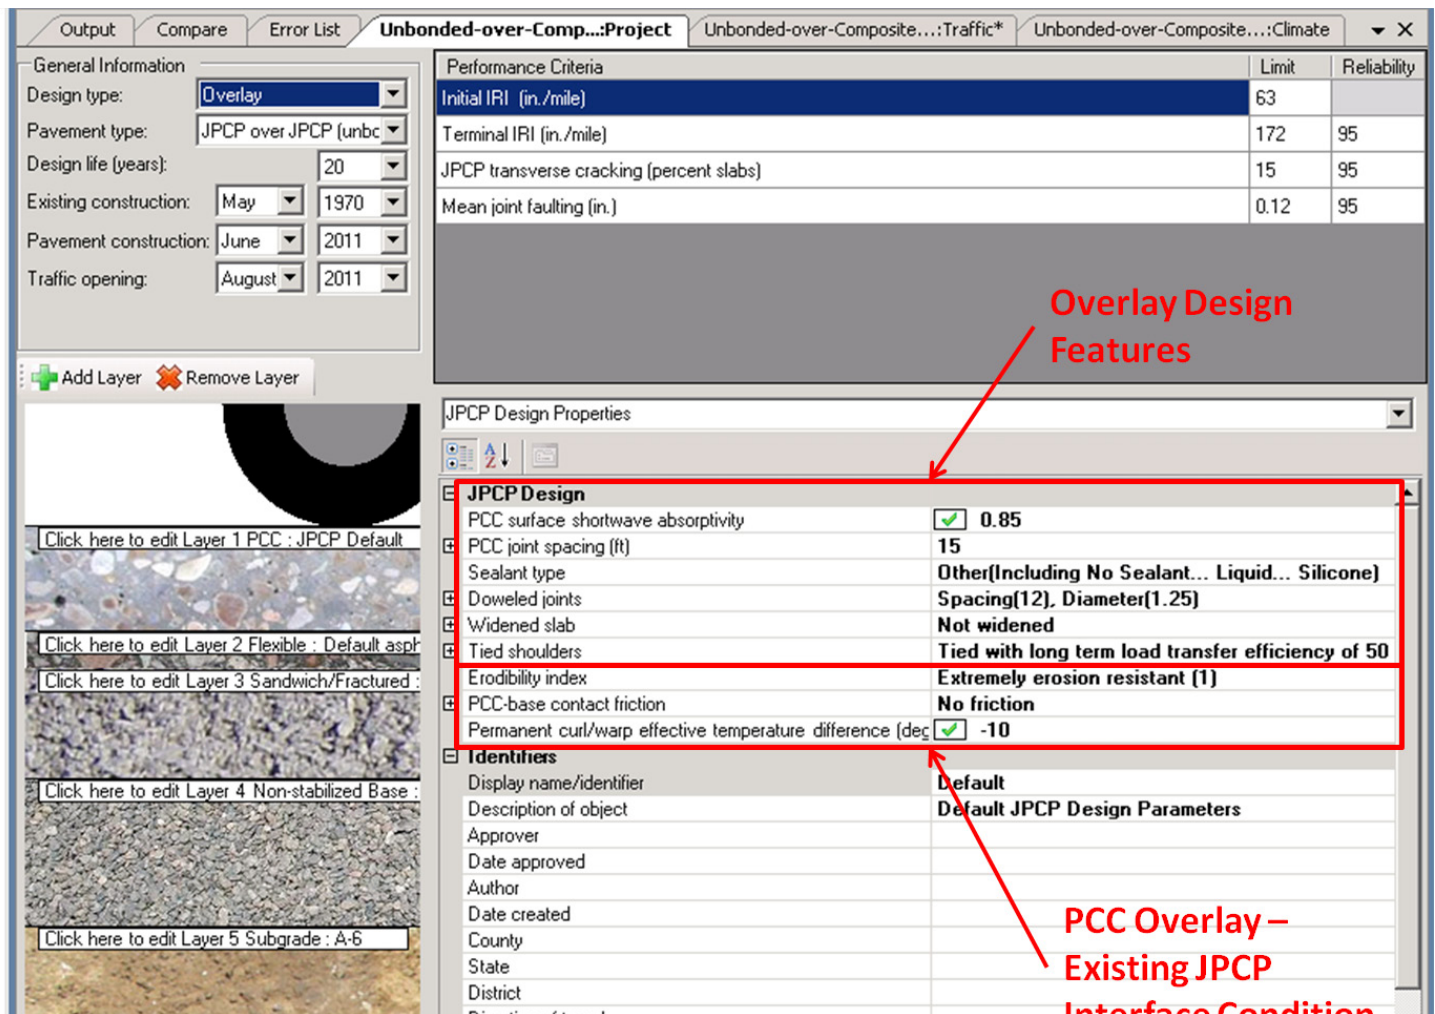 Output
Compare
Error List
Unbonded-over-Comp...:Project
Unbonded-over-Composite...:Traffic*
Unbonded-over-Composite...:Climate
General Information
Design type: Overlay
Pavement type: JPCP over JPCP (unbc
Design life (years): 20
Existing construction: May 1970
Pavement construction: June 2011
Traffic opening: August 2011
Performance Criteria Limit Reliability
Initial IRI (in./mile) 63
Terminal IRI (in./mile) 172 95
JPCP transverse cracking (percent slabs) 15 95
Mean joint faulting (in.) 0.12 95
Overlay Design
Features
Add Layer Remove Layer
Click here to edit Layer 1 PCC : JPCP Default
Click here to edit Layer 2 Flexible : Default asph
Click here to edit Layer 3 Sandwich/Fractured :
Click here to edit Layer 4 Non-stabilized Base :
Click here to edit Layer 5 Subgrade : A-6
JPCP Design Properties
JPCP Design
PCC surface shortwave absorptivity 0.85
PCC joint spacing (ft) 15
Sealant type Other(Including No Sealant... Liquid... Silicone)
Doweled joints Spacing(12), Diameter(1.25)
Widened slab Not widened
Tied shoulders Tied with long term load transfer efficiency of 50
Erodibility index Extremely erosion resistant (1)
PCC-base contact friction No friction
Permanent curl/warp effective temperature difference (deg -10
Identifiers
Display name/identifier Default
Description of object Default JPCP Design Parameters
Approver
Date approved
Author
Date created
County
State
District
PCC Overlay –
Existing JPCP
Interface Condition